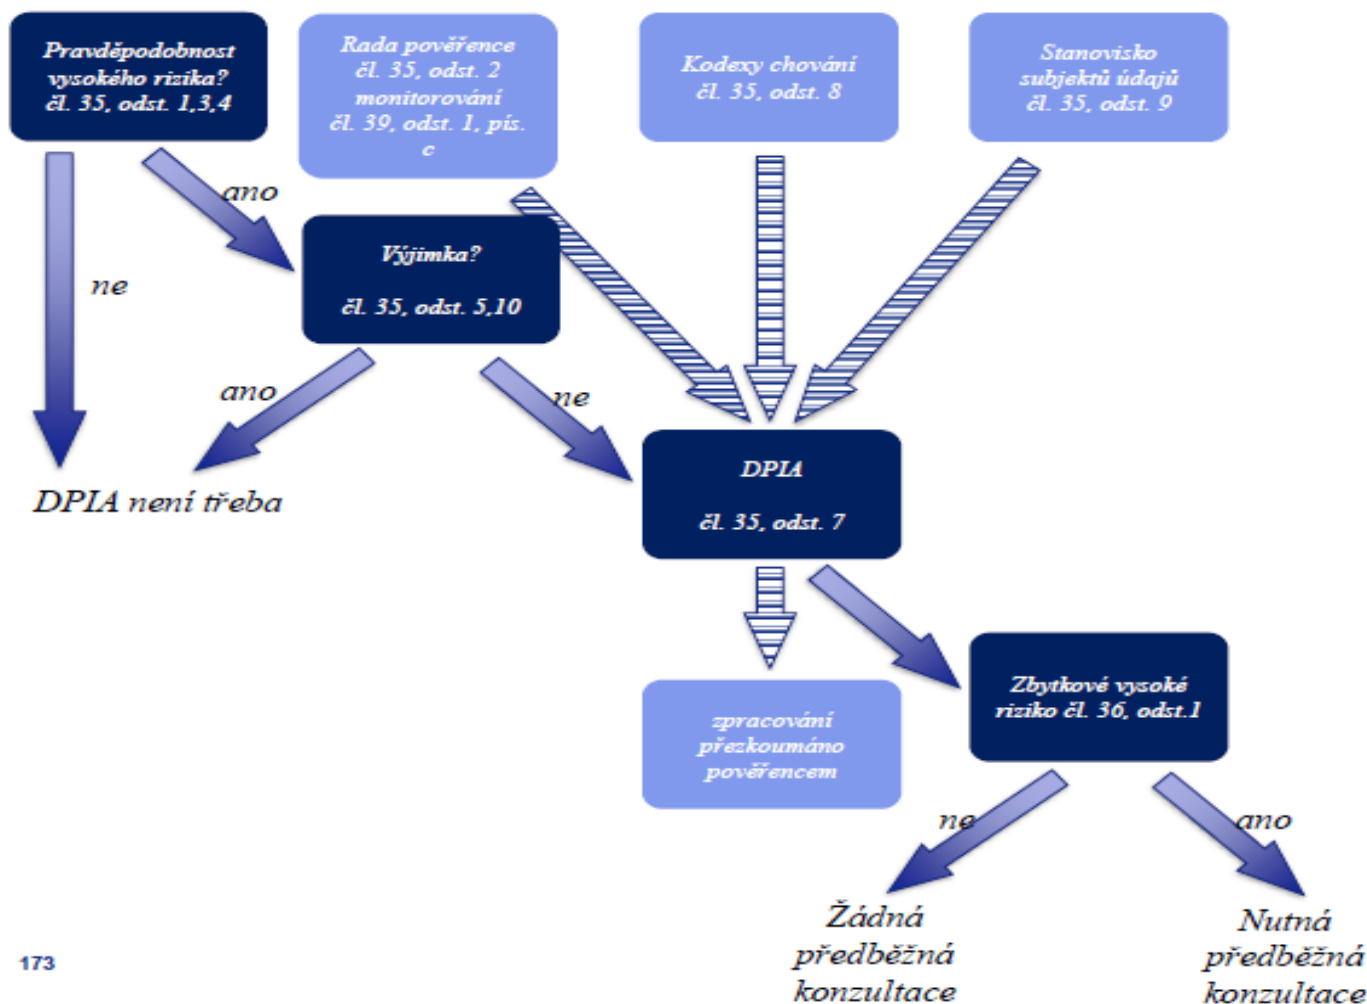 Pravděpodobnost
vysokého rizika?
čl. 35, odst. 1,3,4
Rada pověřence
čl. 35, odst. 2
monitorování
čl. 39, odst. 1, pís.
c
Kodexy chování
čl. 35, odst. 8
Stanovisko
subjektů údajů
čl. 35, odst. 9
ano
ne
Výjimka?
čl. 35, odst. 5,10
ano
ne
DPIA není třeba
DPIA
čl. 35, odst. 7
zpracování
přezkoumáno
pověřencem
Zbytkové vysoké
riziko čl. 36, odst.1
ne
ano
Žádná
předběžná
konzultace
Nutná
předběžná
konzultace
173